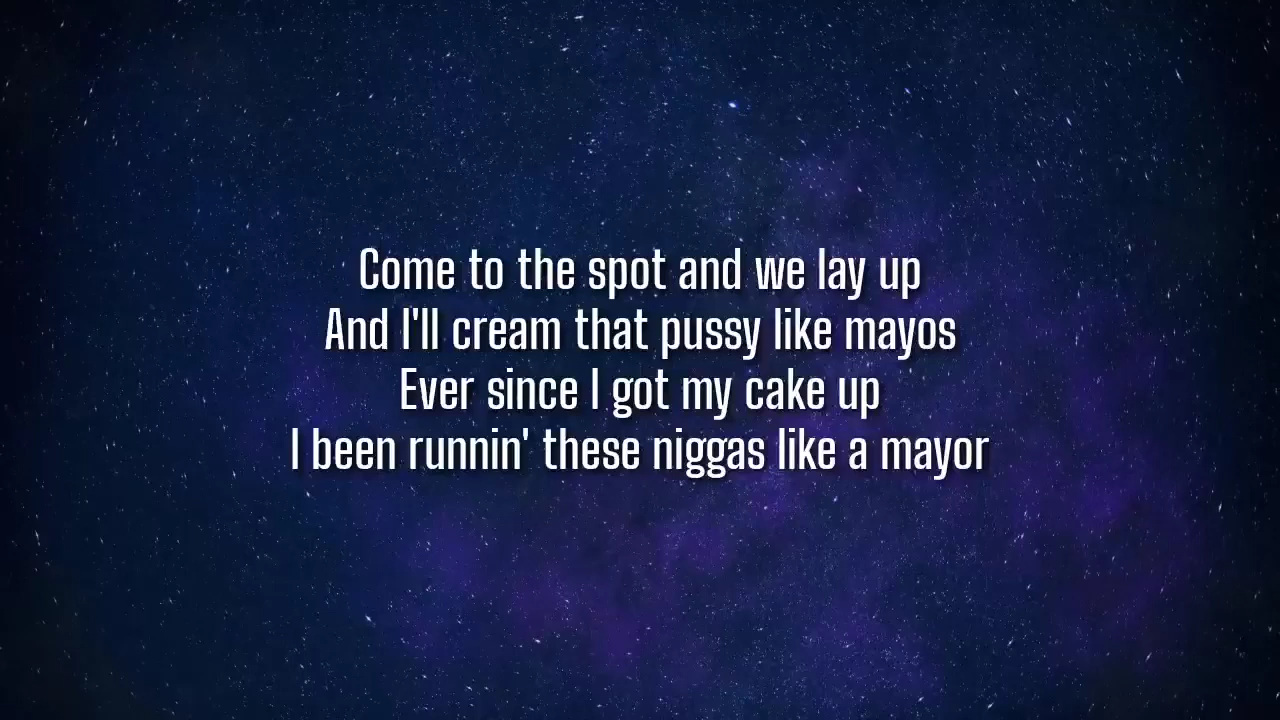 Come to the spot and we lay up
And I'll cream that pussy like mayos
Ever since I got my cake up
I been runnin' these niggas like a mayor